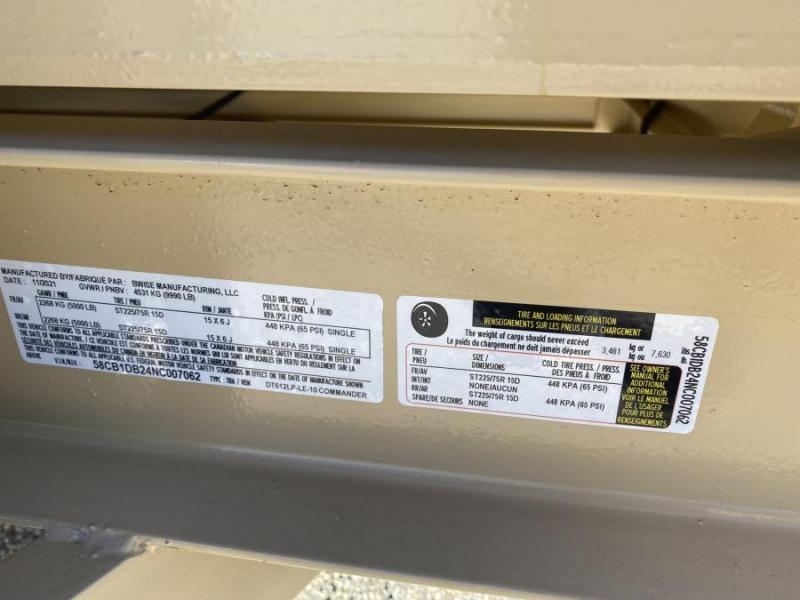 MANUFACTURED BY/FABRIQUE PAR: BWISE MANUFACTURING, LLC
DATE: 11/2021 GVWR / PNBV: 4531 KG (9990 LB)
GAWR / PNBE TIRE / PNEU RIM / JANTE COLD INFL. PRESS. / PRESS. DE GONFL. À FROID KPA (PSI / LPC)
FR/AV 2268 KG (5000 LB) ST225/75R 15D 15 X 6 J 448 KPA (65 PSI) SINGLE
RR/AR 2268 KG (5000 LB) ST225/75R 15D 15 X 6 J 448 KPA (65 PSI) SINGLE
V.I.N./N.I.V.: 58CB1DB24NC007062 TYPE: TRA / REM DT612LP-LE-10 COMMANDER
TIRE AND LOADING INFORMATION
RENSEIGNEMENTS SUR LES PNEUS ET LE CHARGEMENT
The weight of cargo should never exceed
Le poids du chargement ne doit jamais dépasser 3,461 kg or kg ou 7,630 lb
TIRE / PNEU SIZE / DIMENSIONS COLD TIRE PRESS. / PRESS. DES PNEUS À FROID
FR/AV ST225/75R 15D 448 KPA (65 PSI)
INT/INT NONE/AUCUN
RR/AR ST225/75R 15D 448 KPA (65 PSI)
SPARE/DE SECOURS NONE
SEE OWNER'S
MANUAL FOR
ADDITIONAL
INFORMATION
VOIR LE MANUEL
DE L'USAGER
POUR PLUS DE
RENSEIGNEMENTS